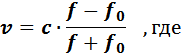 v = c · (f − f₀)/(f + f₀) , где